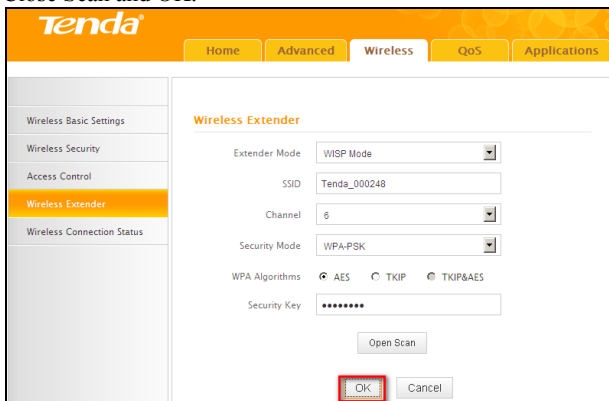 Close Scan and OK.
Tenda®
Home Advanced Wireless QoS Applications
Wireless Basic Settings
Wireless Security
Access Control
Wireless Extender
Wireless Connection Status
Wireless Extender
Extender Mode WISP Mode
SSID Tenda_000248
Channel 6
Security Mode WPA-PSK
WPA Algorithms AES TKIP TKIP&AES
Security Key ••••••••
Open Scan
OK Cancel